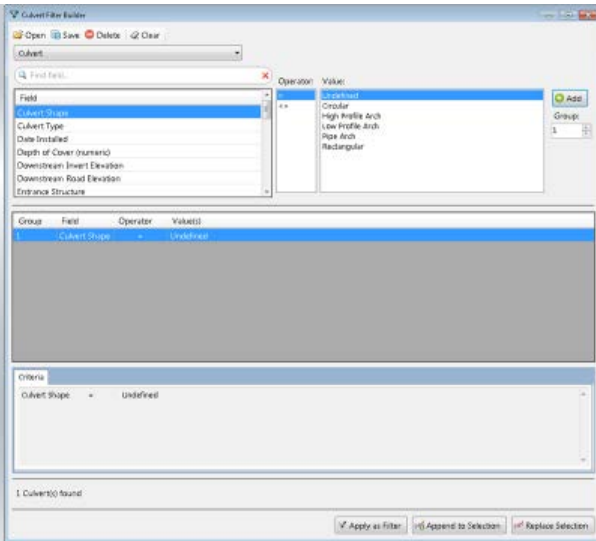 Culvert Filter Builder
Open Save Delete Clear
Culvert
Find field...
Operator: Value:
Field
Culvert Shape
Culvert Type
Date Installed
Depth of Cover (numeric)
Downstream Invert Elevation
Downstream Road Elevation
Entrance Structure
=
<>
Undefined
Circular
High Profile Arch
Low Profile Arch
Pipe Arch
Rectangular
Add
Group:
1
Group Field Operator Value(s)
1 Culvert Shape = Undefined
Criteria
Culvert Shape = Undefined
1 Culvert(s) found
Apply as Filter Append to Selection Replace Selection